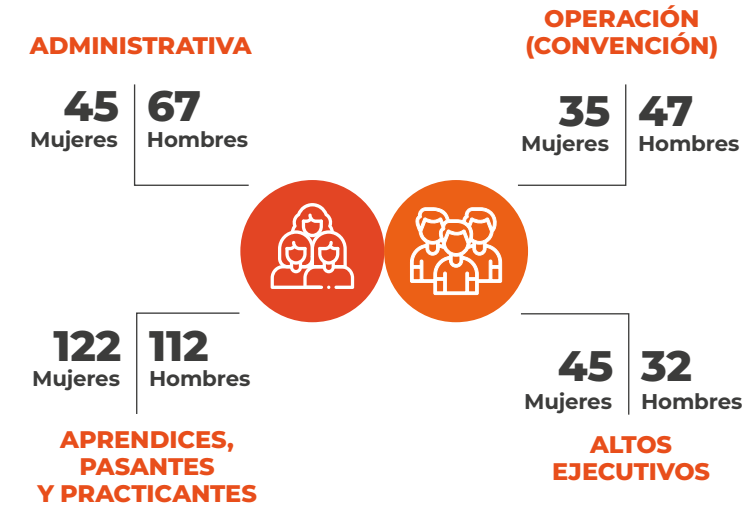 ADMINISTRATIVA
45 67
Mujeres Hombres
OPERACIÓN
(CONVENCIÓN)
35 47
Mujeres Hombres
122 112
Mujeres Hombres
APRENDICES,
PASANTES
Y PRACTICANTES
45 32
Mujeres Hombres
ALTOS
EJECUTIVOS